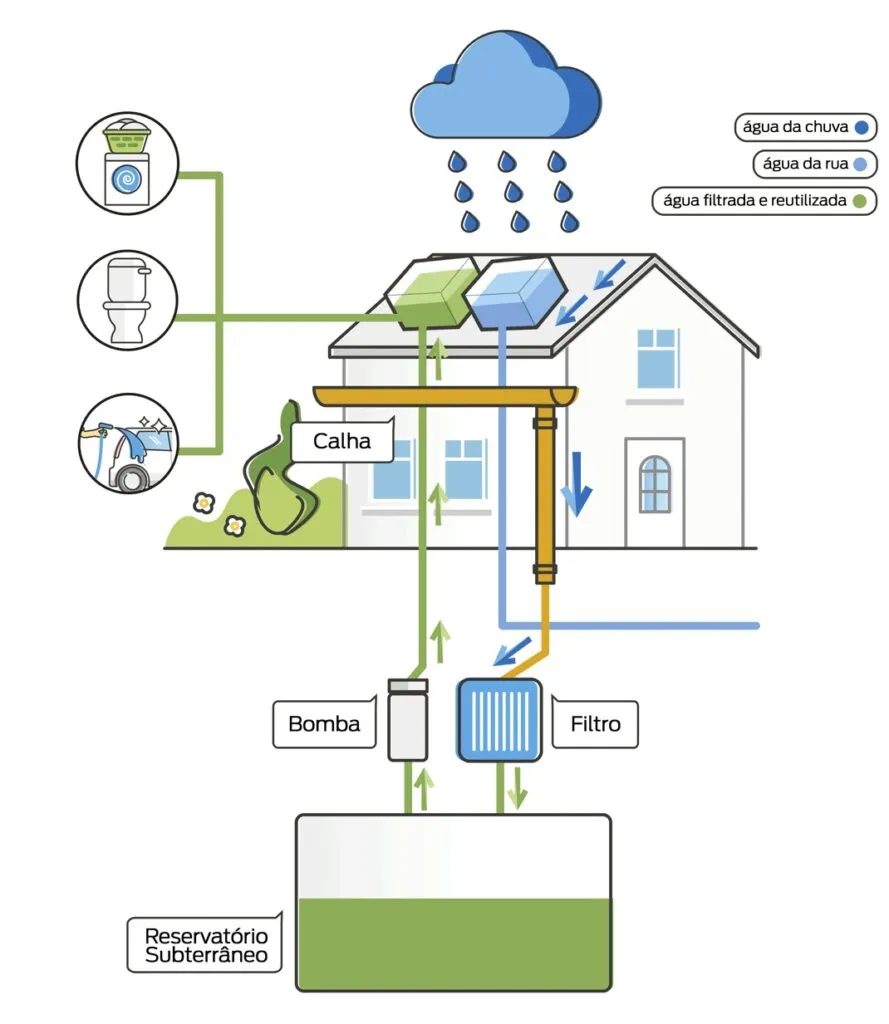 água da chuva
água da rua
água filtrada e reutilizada
Calha
Bomba
Filtro
Reservatório
Subterrâneo